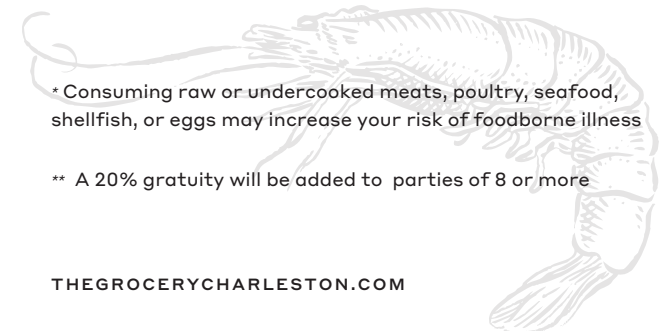 * Consuming raw or undercooked meats, poultry, seafood,
shellfish, or eggs may increase your risk of foodborne illness
** A 20% gratuity will be added to parties of 8 or more
THEGROCERYCHARLESTON.COM